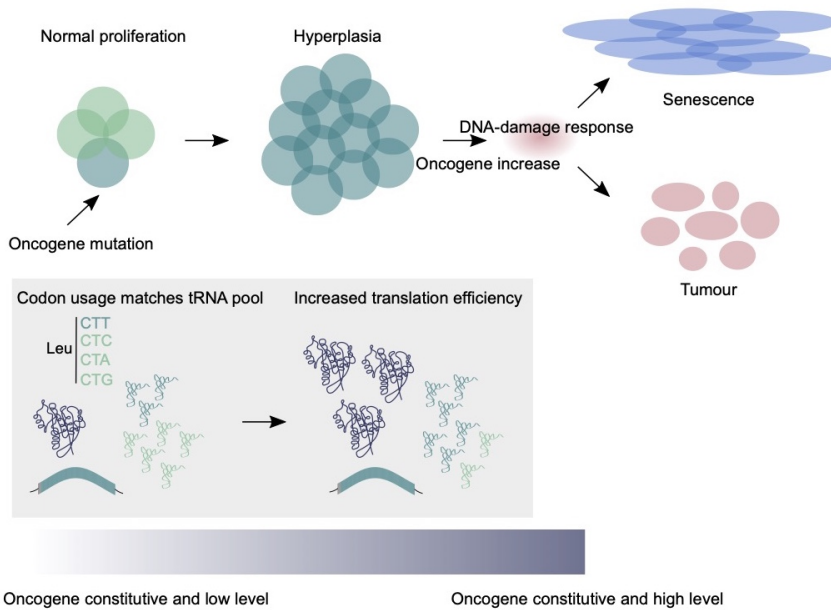 Normal proliferation
Hyperplasia
Senescence
DNA-damage response
Oncogene increase
Oncogene mutation
Tumour
Codon usage matches tRNA pool
Increased translation efficiency
Leu
CTT
CTC
CTA
CTG
Oncogene constitutive and low level
Oncogene constitutive and high level